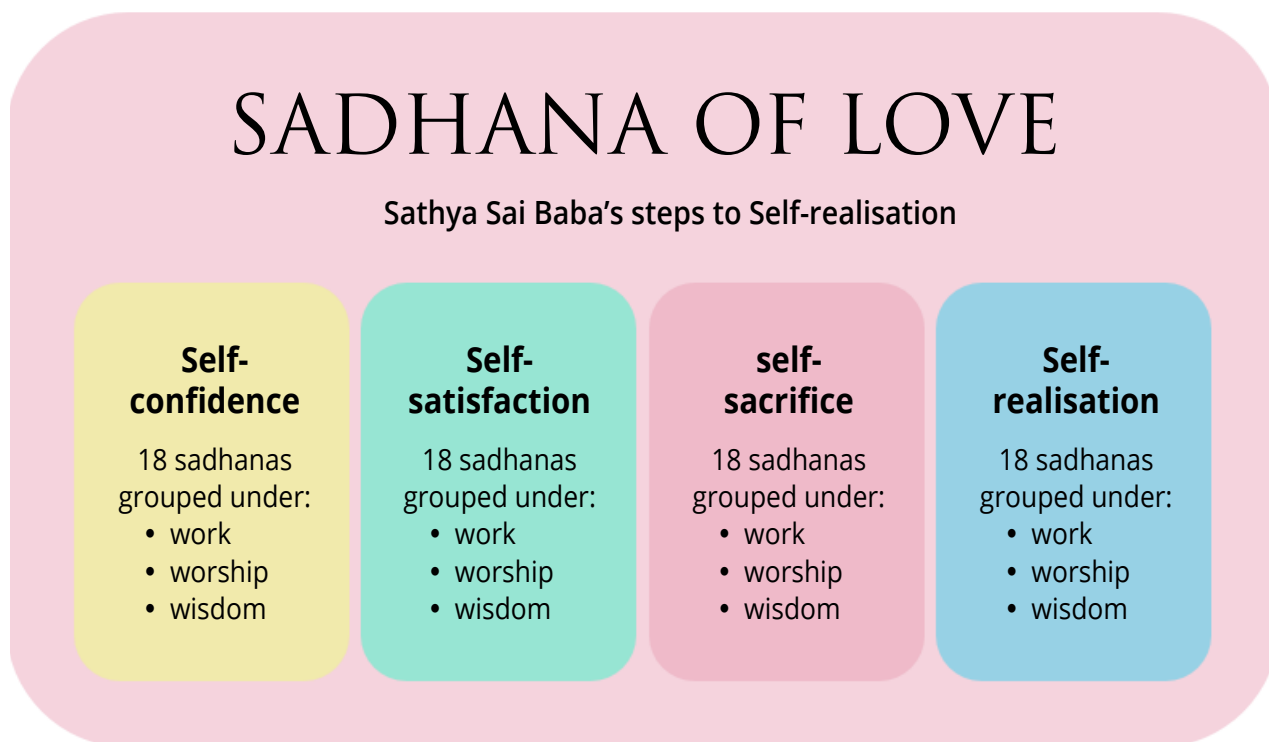 SADHANA OF LOVE
Sathya Sai Baba’s steps to Self-realisation
Self-
confidence
18 sadhanas
grouped under:
• work
• worship
• wisdom
Self-
satisfaction
18 sadhanas
grouped under:
• work
• worship
• wisdom
self-
sacrifice
18 sadhanas
grouped under:
• work
• worship
• wisdom
Self-
realisation
18 sadhanas
grouped under:
• work
• worship
• wisdom